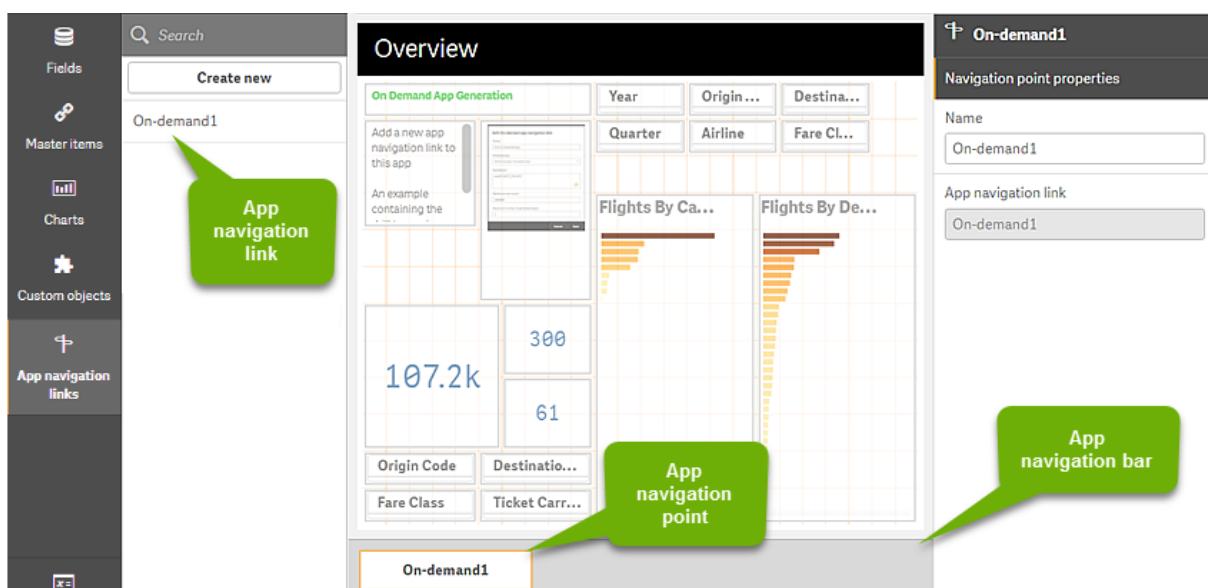 Fields
Master items
Charts
Custom objects
App navigation
links
Search
Create new
On-demand1
App
navigation
link
Overview
On Demand App Generation
Add a new app
navigation link to
this app
An example
containing the
Year
Origin ...
Destina...
Quarter
Airline
Fare Cl...
Flights By Ca...
Flights By De...
107.2k
300
61
Origin Code
Destinatio...
Fare Class
Ticket Carr...
App
navigation
point
On-demand1
App
navigation bar
On-demand1
Navigation point properties
Name
On-demand1
App navigation link
On-demand1